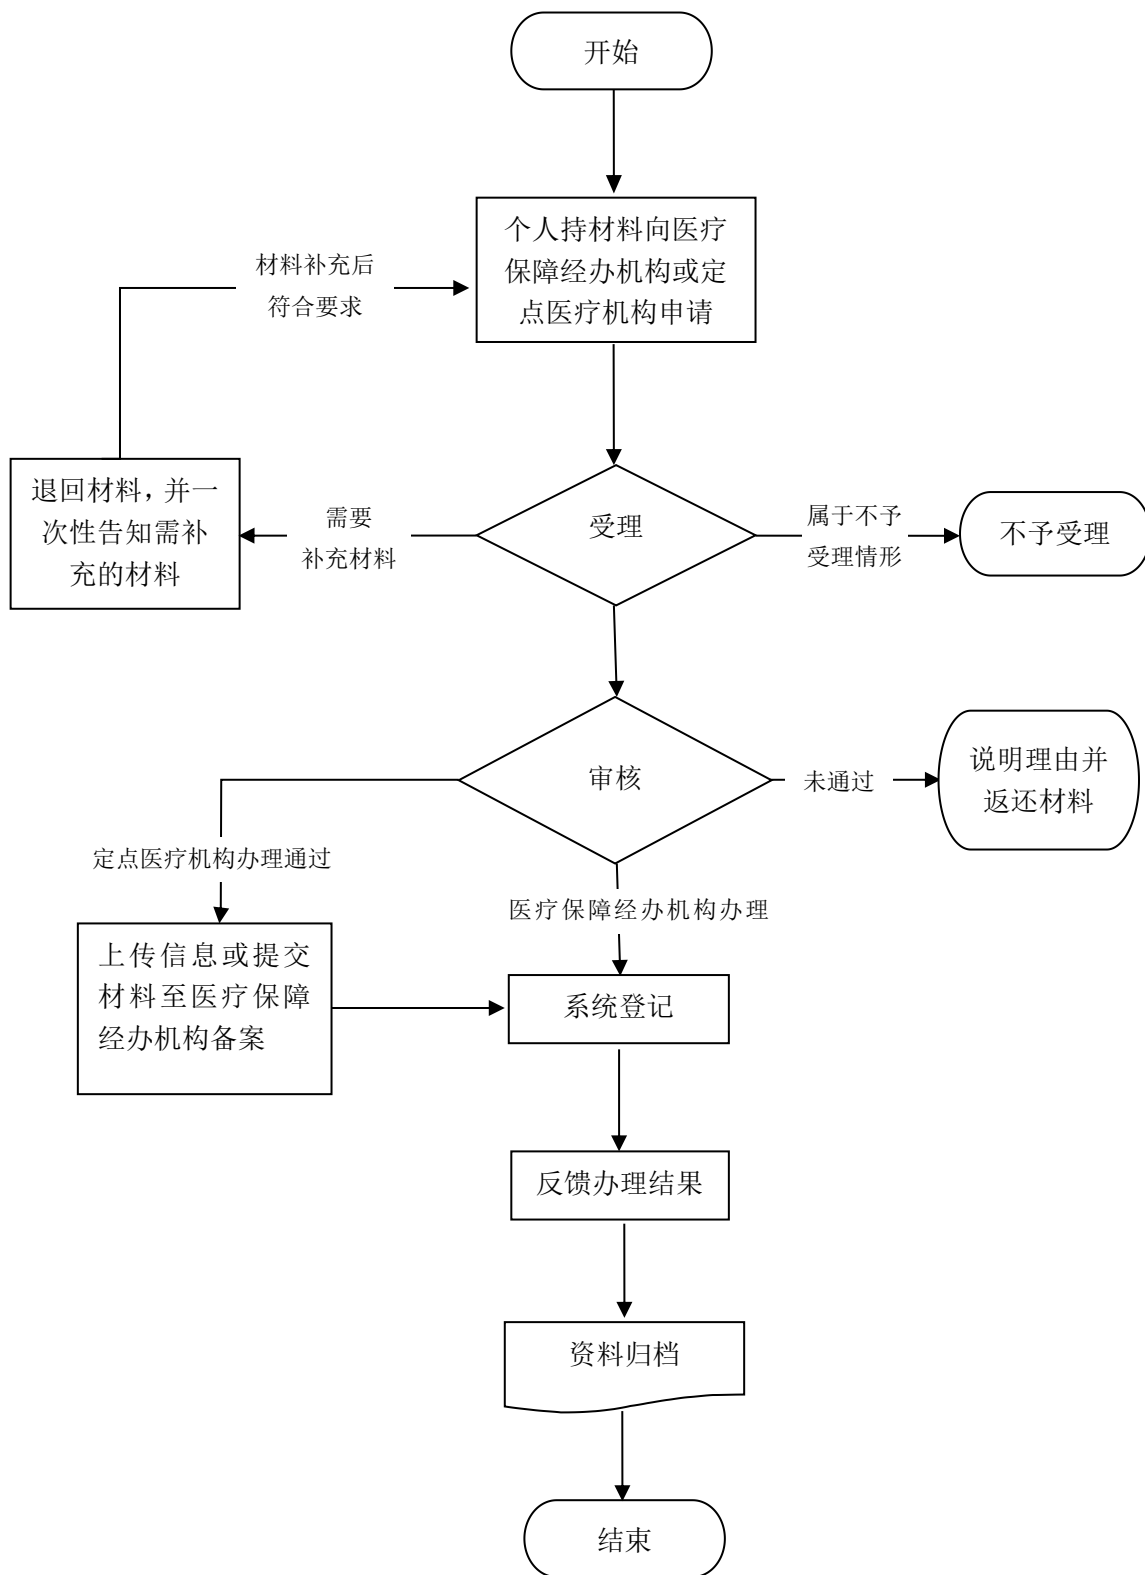 开始
个人持材料向医疗
保障经办机构或定
点医疗机构申请
材料补充后
符合要求
退回材料，并一
次性告知需补
充的材料
需要
补充材料
受理
属于不予
受理情形
不予受理
审核
未通过
说明理由并
返还材料
定点医疗机构办理通过
医疗保障经办机构办理
上传信息或提交
材料至医疗保障
经办机构备案
系统登记
反馈办理结果
资料归档
结束